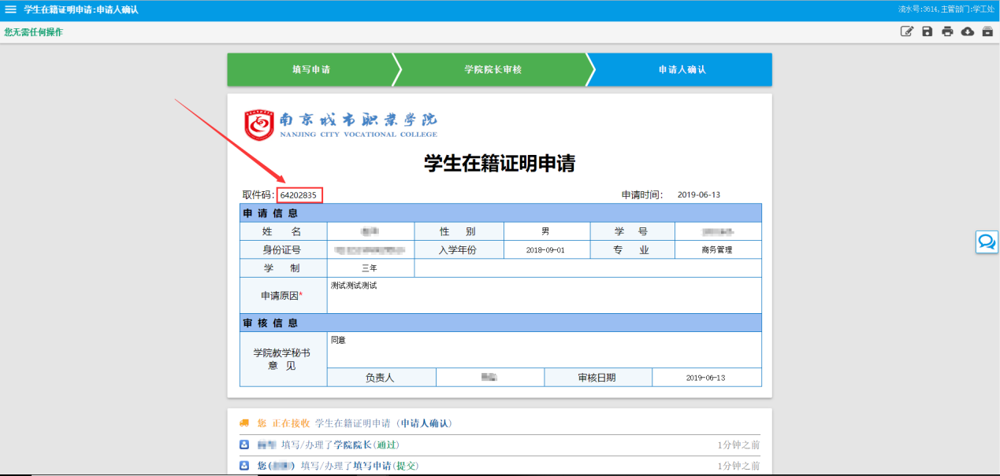 学生在籍证明申请:申请人确认
流水号:3614,主管部门:学工处
您无需任何操作
填写申请
学院院长审核
申请人确认
南京城市职业学院
NANJING CITY VOCATIONAL COLLEGE
学生在籍证明申请
取件码: 64202835
申请时间: 2019-06-13
申请信息
姓 名 性 别 男 学 号
身份证号 入学年份 2018-09-01 专 业 商务管理
学 制 三年
申请原因* 测试测试测试
审核信息
同意
学院教学秘书
意 见
负责人 审核日期 2019-06-13
您 正在接收 学生在籍证明申请 (申请人确认)
填写/办理了学院院长(通过) 1分钟之前
您( ) 填写/办理了填写申请(提交) 1分钟之前